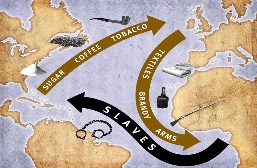 SUGAR COFFEE TOBACCO
TEXTILES BRANDY ARMS
SLAVES